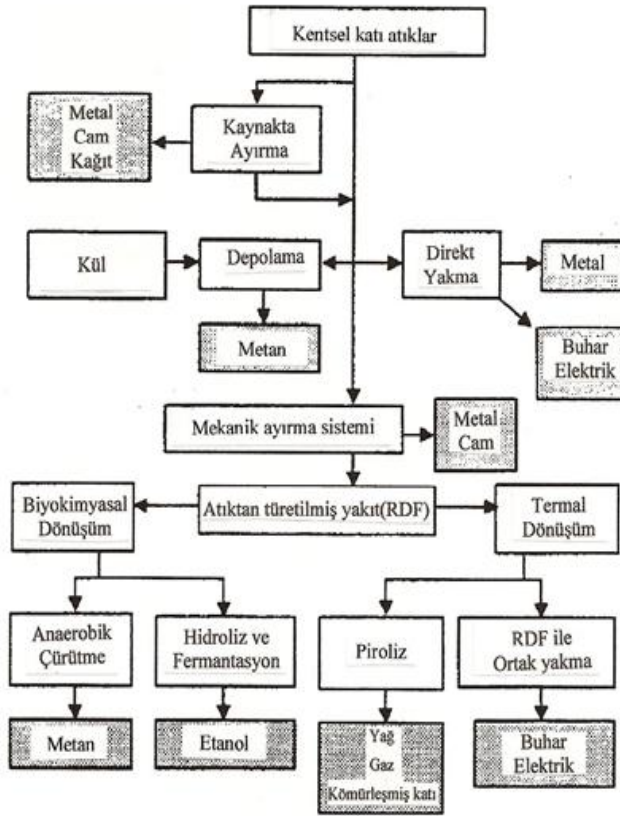 Kentsel katı atıklar
Metal
Cam
Kağıt
Kaynakta
Ayırma
Kül
Depolama
Direkt
Yakma
Metal
Metan
Buhar
Elektrik
Mekanik ayırma sistemi
Metal
Cam
Biyokimyasal
Dönüşüm
Atıktan türetilmiş yakıt(RDF)
Termal
Dönüşüm
Anaerobik
Çürütme
Hidroliz ve
Fermantasyon
Piroliz
RDF ile
Ortak yakma
Metan
Etanol
Yağ
Gaz
Kömürleşmiş katı
Buhar
Elektrik